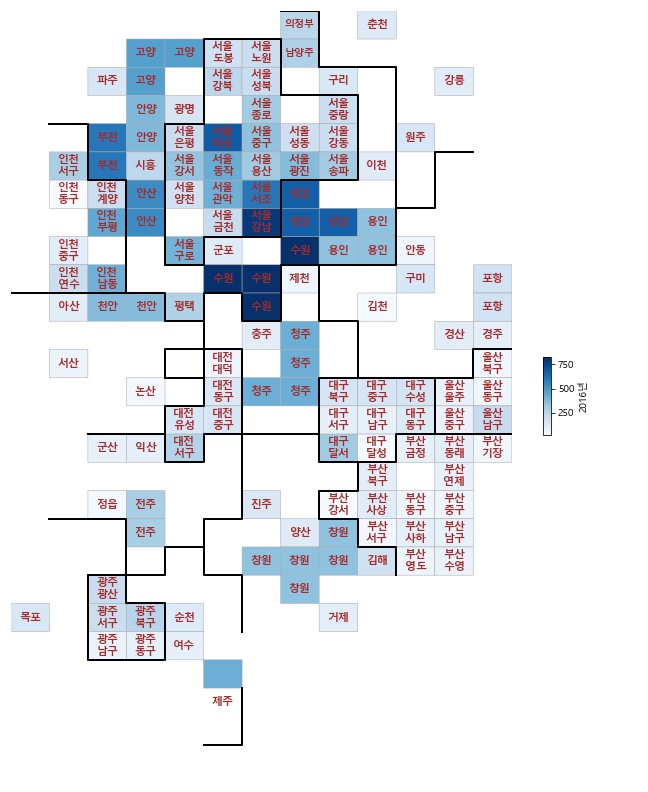 의정부 춘천
고양 고양 서울 서울 남양주
도봉 노원
파주 고양 서울 서울 구리 강릉
강북 성북
안양 광명 서울 서울
종로 중랑
부천 안양 서울 서울 서울 서울 원주
은평 중구 성동 강동
인천 부천 시흥 서울 서울 서울 서울 서울 이천
서구 강서 동작 용산 광진 송파
인천 인천 안산 서울 서울 서울
동구 계양 양천 관악 서초
인천 안산 서울 서울 용인
부평 금천 강남
인천 서울 군포 수원 용인 용인 안동
중구 구로
인천 인천 수원 수원 제천 구미 포항
연수 남동
아산 천안 천안 평택 수원 김천 포항
충주 청주 경산 경주
서산 대전 청주 울산
대덕 북구
논산 대전 청주 청주 대구 대구 대구 울산 울산
동구 북구 중구 수성 울주 동구
대전 대전 대구 대구 대구 울산 울산
유성 중구 서구 남구 동구 중구 남구
군산 익산 대전 대구 대구 부산 부산 부산
서구 달서 달성 금정 동래 기장
부산 부산
북구 연제
정읍 전주 진주 부산 부산 부산 부산
강서 사상 동구 중구
전주 양산 창원 부산 부산 부산
서구 사하 남구
창원 창원 창원 김해 부산 부산
영도 수영
광주 창원
광산
목포 광주 광주 순천 거제
서구 북구
광주 광주 여수
남구 동구
제주
750
500
250
2016년